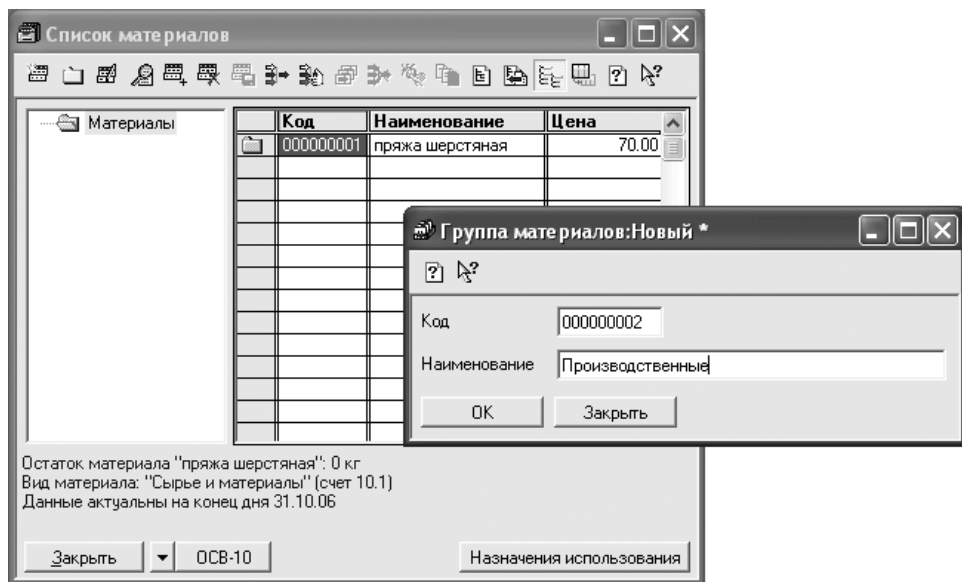 Список материалов
Материалы
Код Наименование Цена
000000001 пряжа шерстяная 70.00
Группа материалов:Новый *
Код 000000002
Наименование Производственные
OK Закрыть
Остаток материала "пряжа шерстяная": 0 кг
Вид материала: "Сырье и материалы" (счет 10.1)
Данные актуальны на конец дня 31.10.06
Закрыть ОСВ-10 Назначения использования